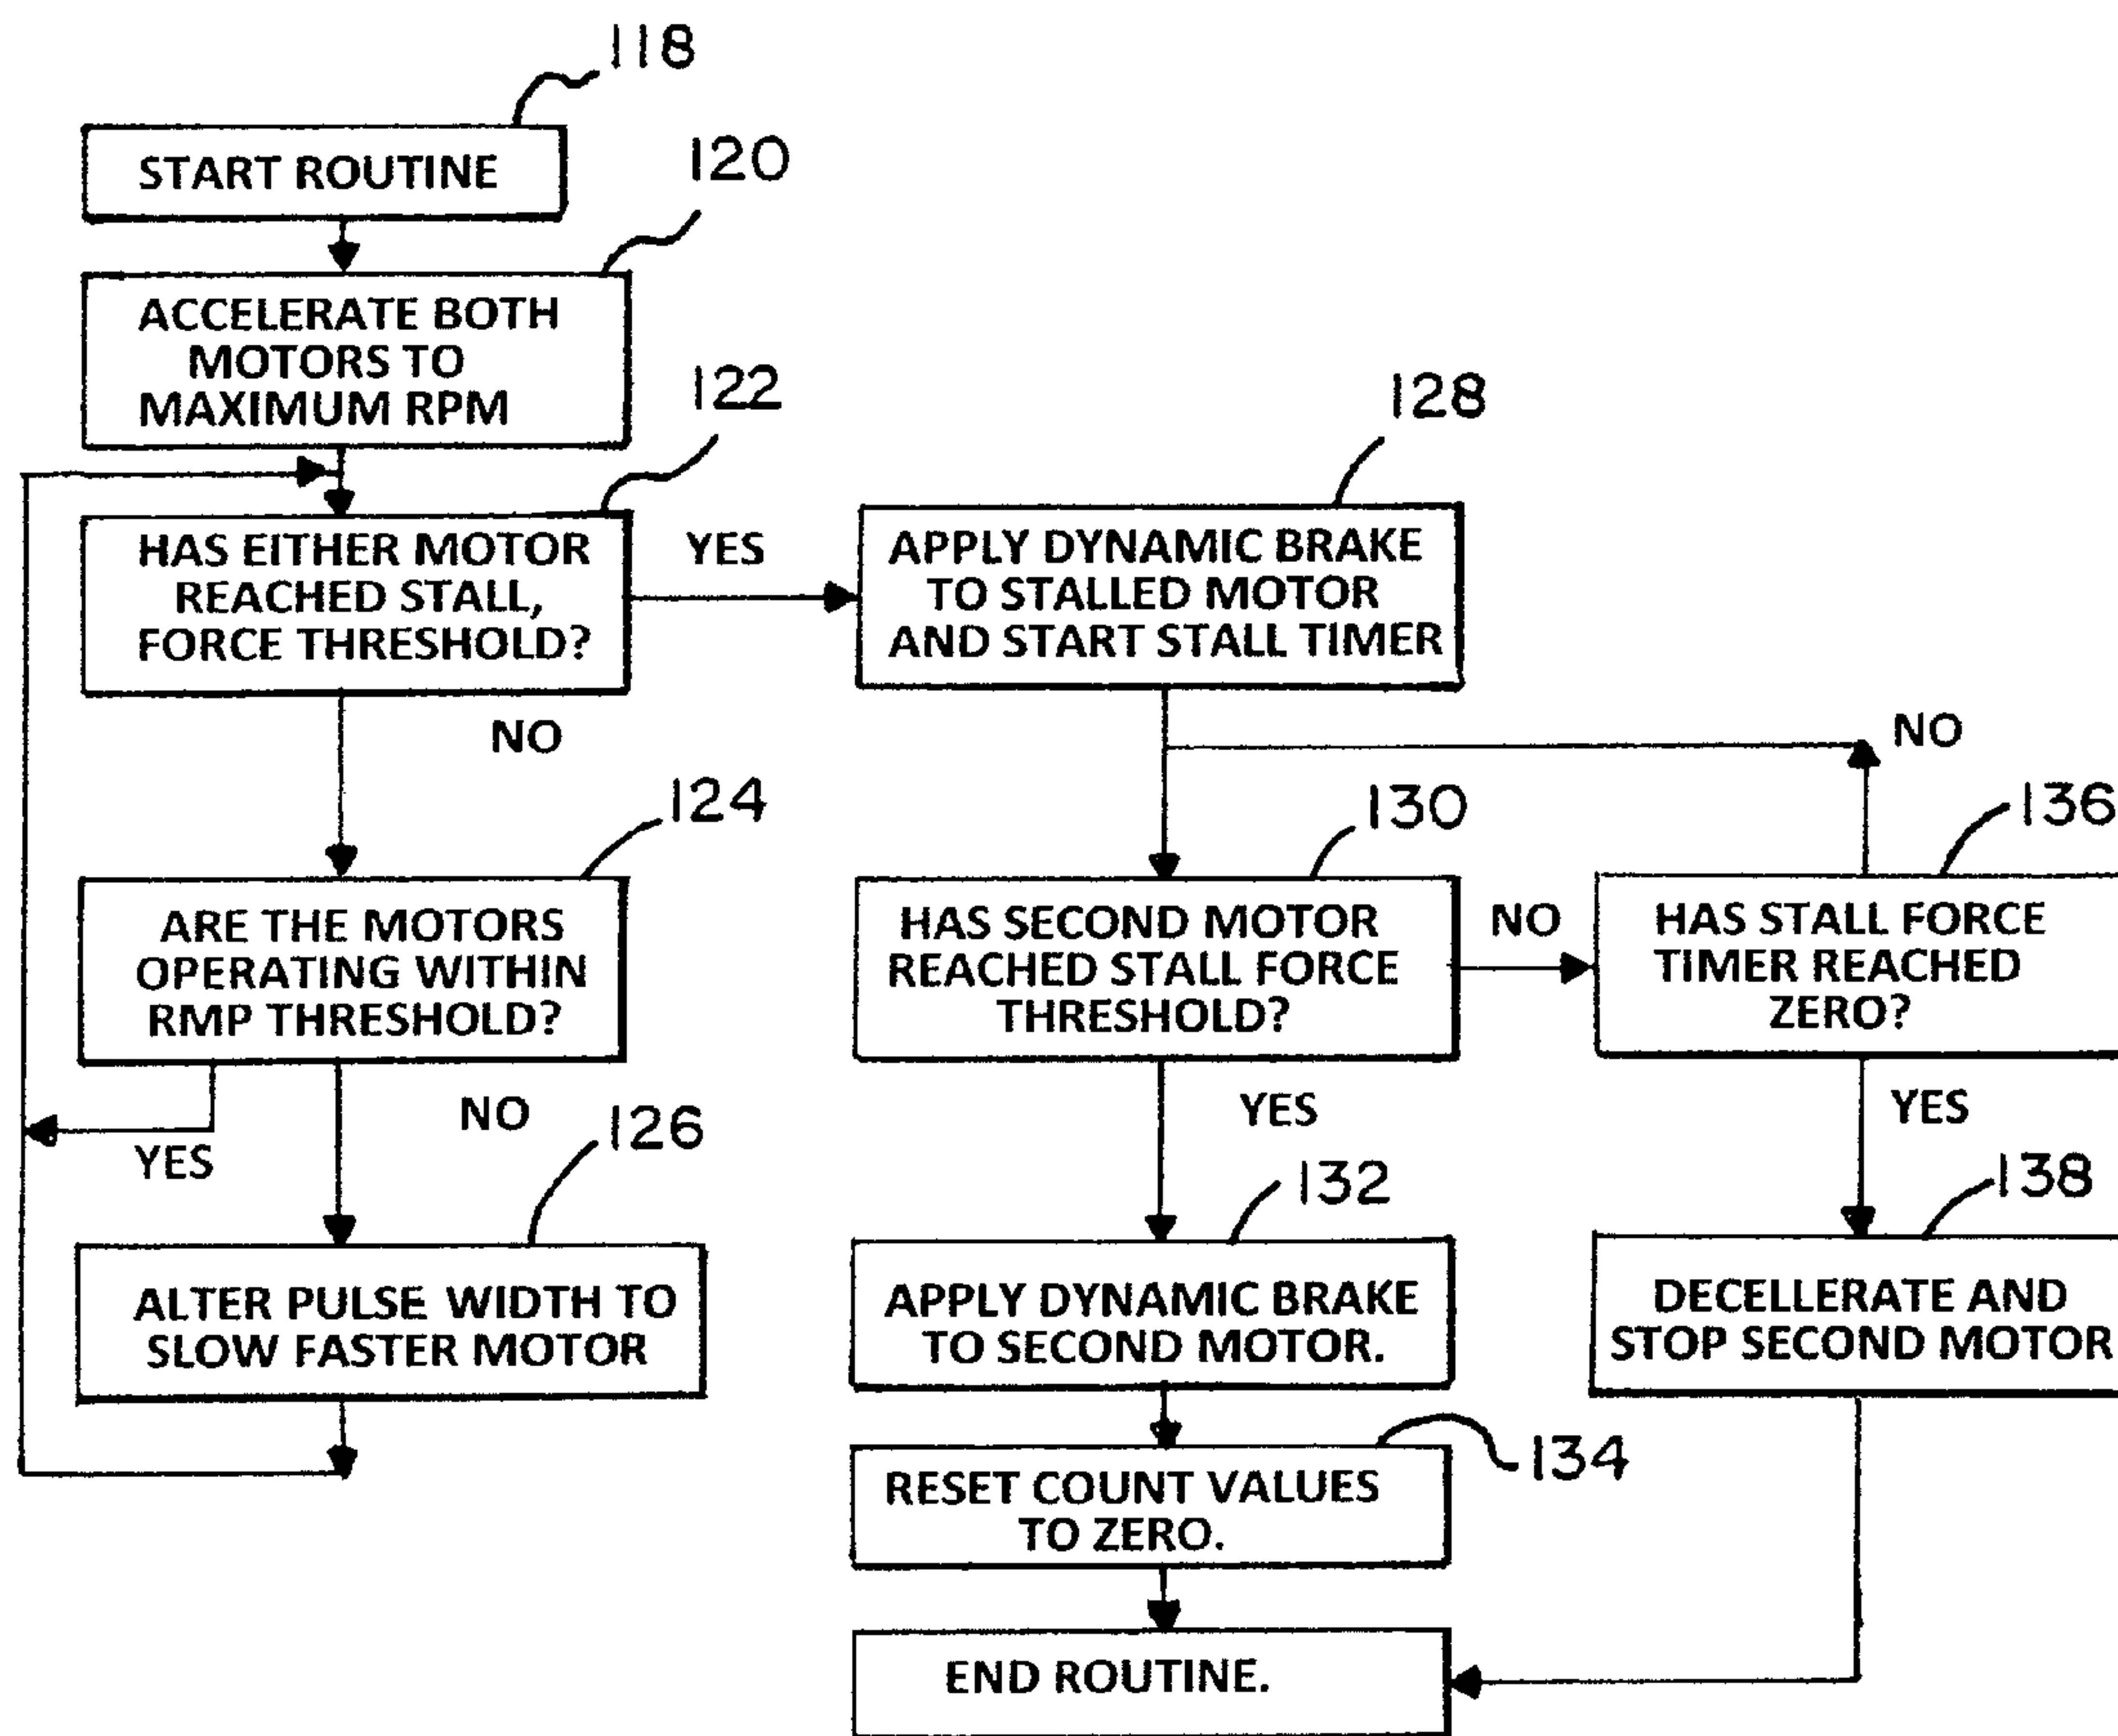 118
START ROUTINE
120
ACCELERATE BOTH
MOTORS TO
MAXIMUM RPM
122
HAS EITHER MOTOR
REACHED STALL,
FORCE THRESHOLD?
YES
NO
124
ARE THE MOTORS
OPERATING WITHIN
RMP THRESHOLD?
YES
NO
126
ALTER PULSE WIDTH TO
SLOW FASTER MOTOR
128
APPLY DYNAMIC BRAKE
TO STALLED MOTOR
AND START STALL TIMER
130
HAS SECOND MOTOR
REACHED STALL FORCE
THRESHOLD?
NO
YES
132
APPLY DYNAMIC BRAKE
TO SECOND MOTOR.
134
RESET COUNT VALUES
TO ZERO.
END ROUTINE.
NO
136
HAS STALL FORCE
TIMER REACHED
ZERO?
YES
138
DECELLERATE AND
STOP SECOND MOTOR